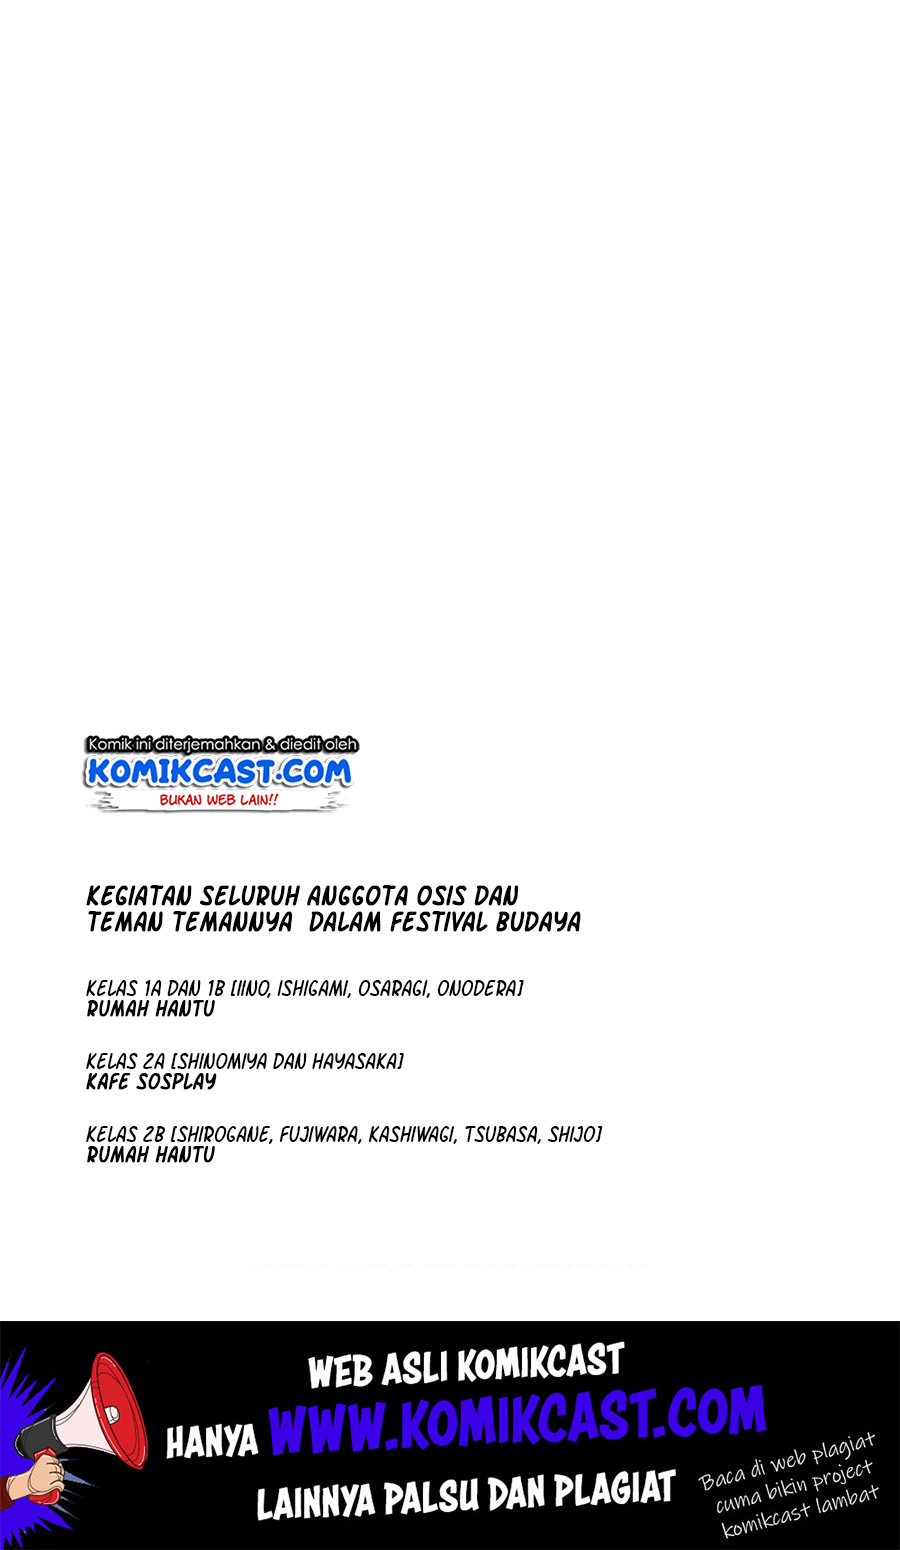 Komik ini diterjemahkan & diedit oleh
KOMIKCAST.COM
BUKAN WEB LAIN!!
KEGIATAN SELURUH ANGGOTA OSIS DAN
TEMAN TEMANNYA DALAM FESTIVAL BUDAYA
KELAS 1A DAN 1B [IINO, ISHIGAMI, OSARAGI, ONODERA]
RUMAH HANTU
KELAS 2A [SHINOMIYA DAN HAYASAKA]
KAFE SOSPLAY
KELAS 2B [SHIROGANE, FUJIWARA, KASHIWAGI, TSUBASA, SHIJO]
RUMAH HANTU
WEB ASLI KOMIKCAST
HANYA WWW.KOMIKCAST.COM
LAINNYA PALSU DAN PLAGIAT
Baca di web plagiat
cuma bikin project
komikcast lambat